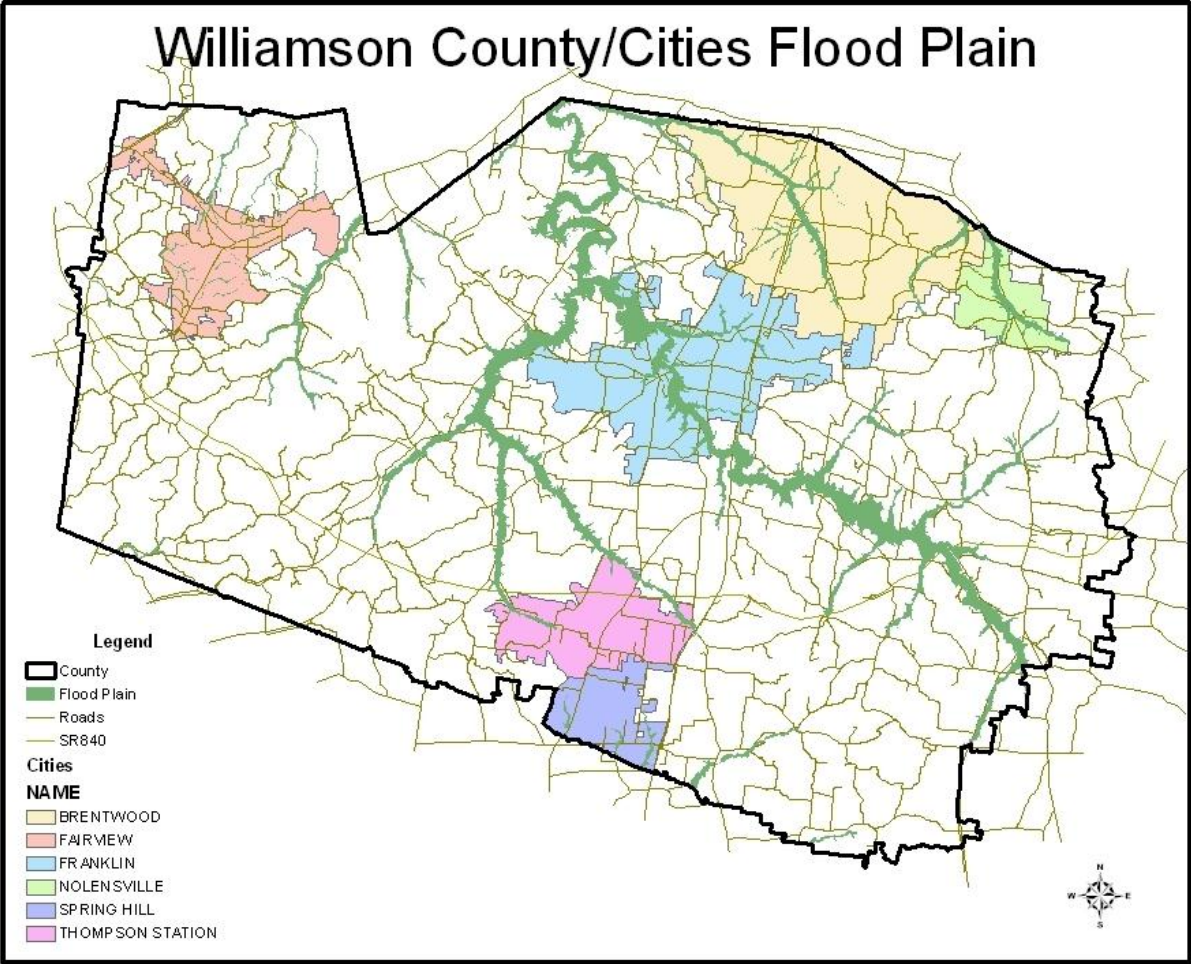 Williamson County/Cities Flood Plain
Legend
County
Flood Plain
Roads
SR840
Cities
NAME
BRENTWOOD
FAIRVIEW
FRANKLIN
NOLENSVILLE
SPRING HILL
THOMPSON STATION
N
W E
S